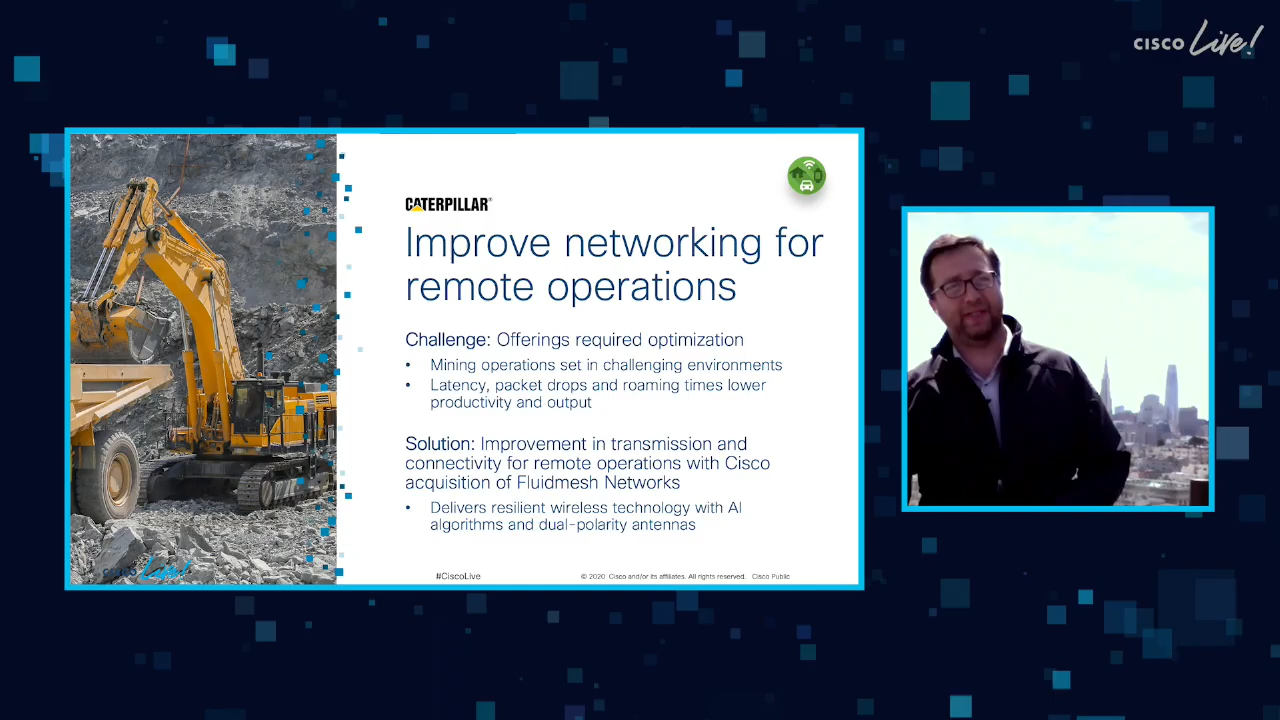 CISCO Live!
CATERPILLAR®
Improve networking for
remote operations
Challenge: Offerings required optimization
• Mining operations set in challenging environments
• Latency, packet drops and roaming times lower
productivity and output
Solution: Improvement in transmission and
connectivity for remote operations with Cisco
acquisition of Fluidmesh Networks
• Delivers resilient wireless technology with AI
algorithms and dual-polarity antennas
CISCO Live!
#CiscoLive
© 2020 Cisco and/or its affiliates. All rights reserved. Cisco Public